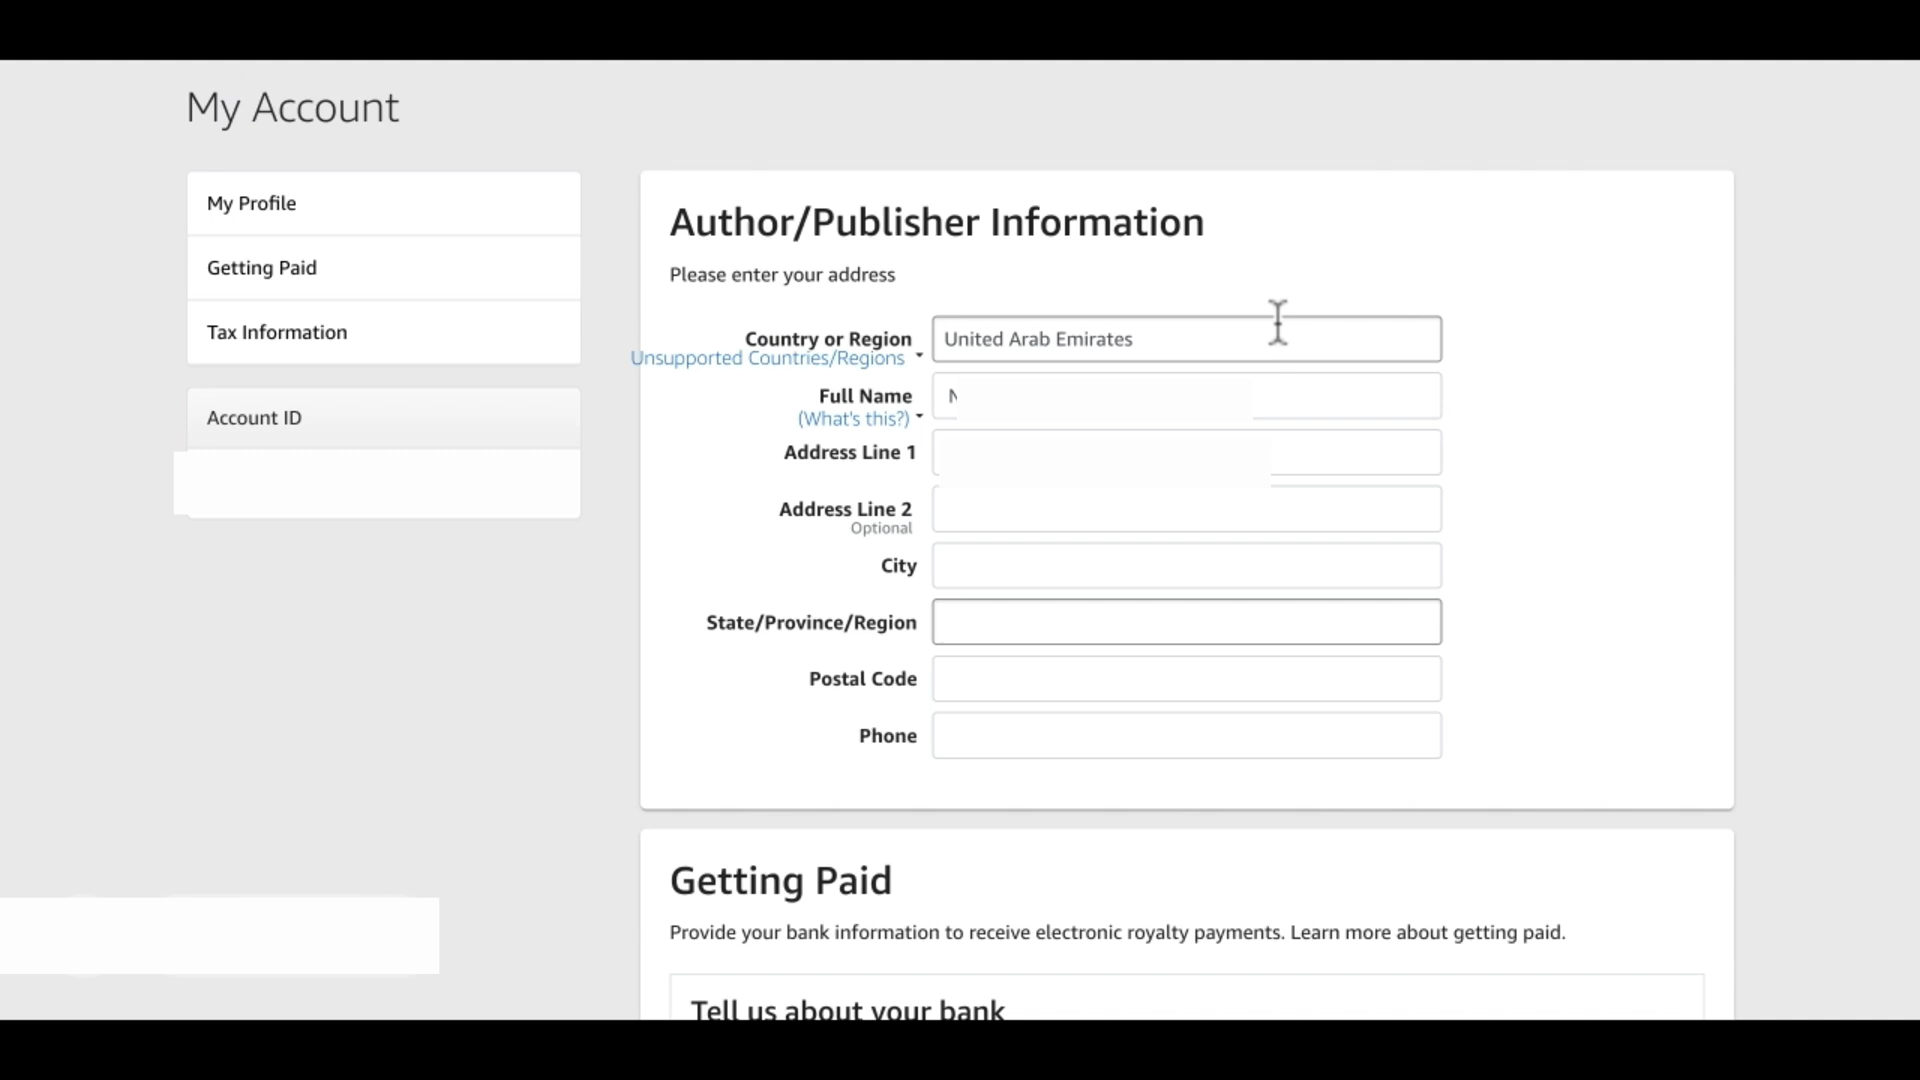 My Account
My Profile
Getting Paid
Tax Information
Account ID
Author/Publisher Information
Please enter your address
Country or Region
United Arab Emirates
Unsupported Countries/Regions
Full Name
N
(What's this?)
Address Line 1
Address Line 2
Optional
City
State/Province/Region
Postal Code
Phone
Getting Paid
Provide your bank information to receive electronic royalty payments. Learn more about getting paid.
Tell us about your bank